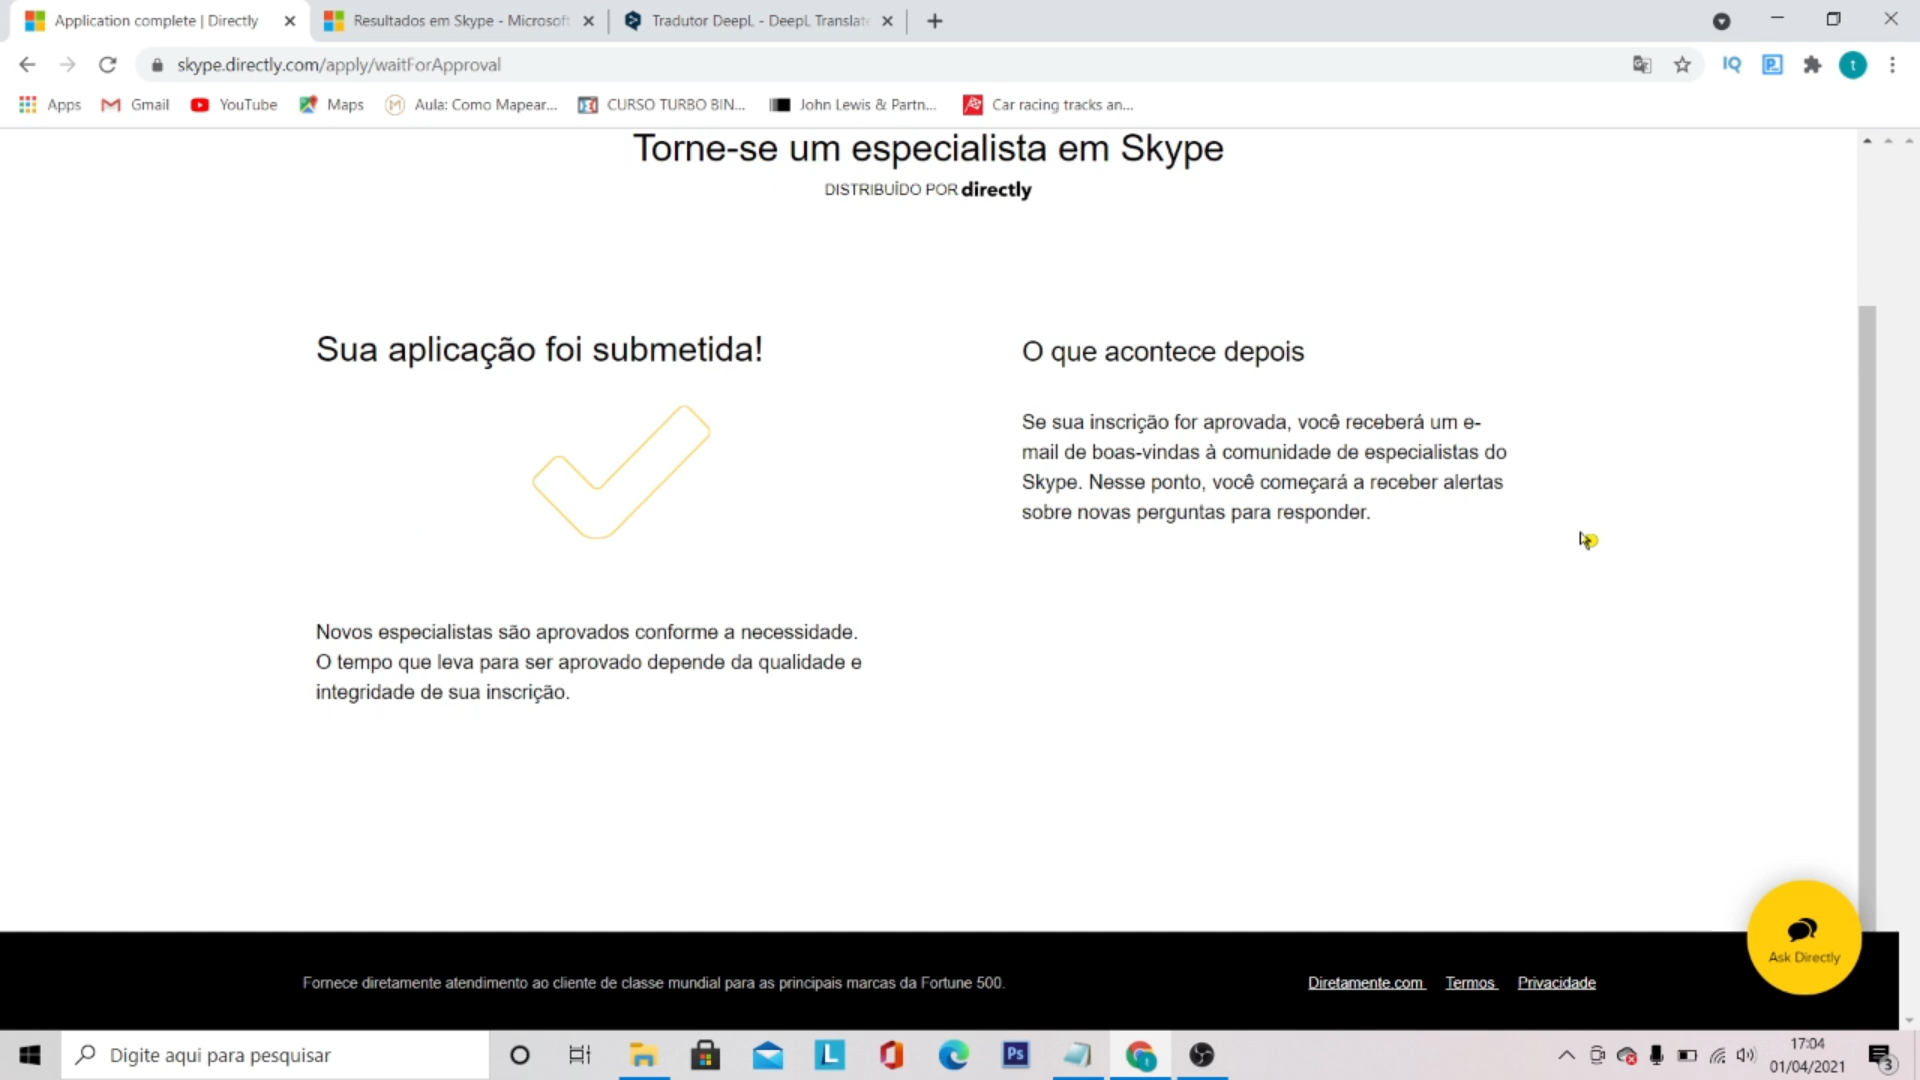 Application complete | Directly
Resultados em Skype - Microsoft
Tradutor DeepL - DeepL Translate
skype.directly.com/apply/waitForApproval
Apps
Gmail
YouTube
Maps
Aula: Como Mapear...
CURSO TURBO BIN...
John Lewis & Partn...
Car racing tracks an...
Torne-se um especialista em Skype
DISTRIBUÍDO POR directly
Sua aplicação foi submetida!
Novos especialistas são aprovados conforme a necessidade.
O tempo que leva para ser aprovado depende da qualidade e
integridade de sua inscrição.
O que acontece depois
Se sua inscrição for aprovada, você receberá um e-
mail de boas-vindas à comunidade de especialistas do
Skype. Nesse ponto, você começará a receber alertas
sobre novas perguntas para responder.
Ask Directly
Fornece diretamente atendimento ao cliente de classe mundial para as principais marcas da Fortune 500.
Diretamente.com
Termos
Privacidade
Digite aqui para pesquisar
17:04
01/04/2021
3